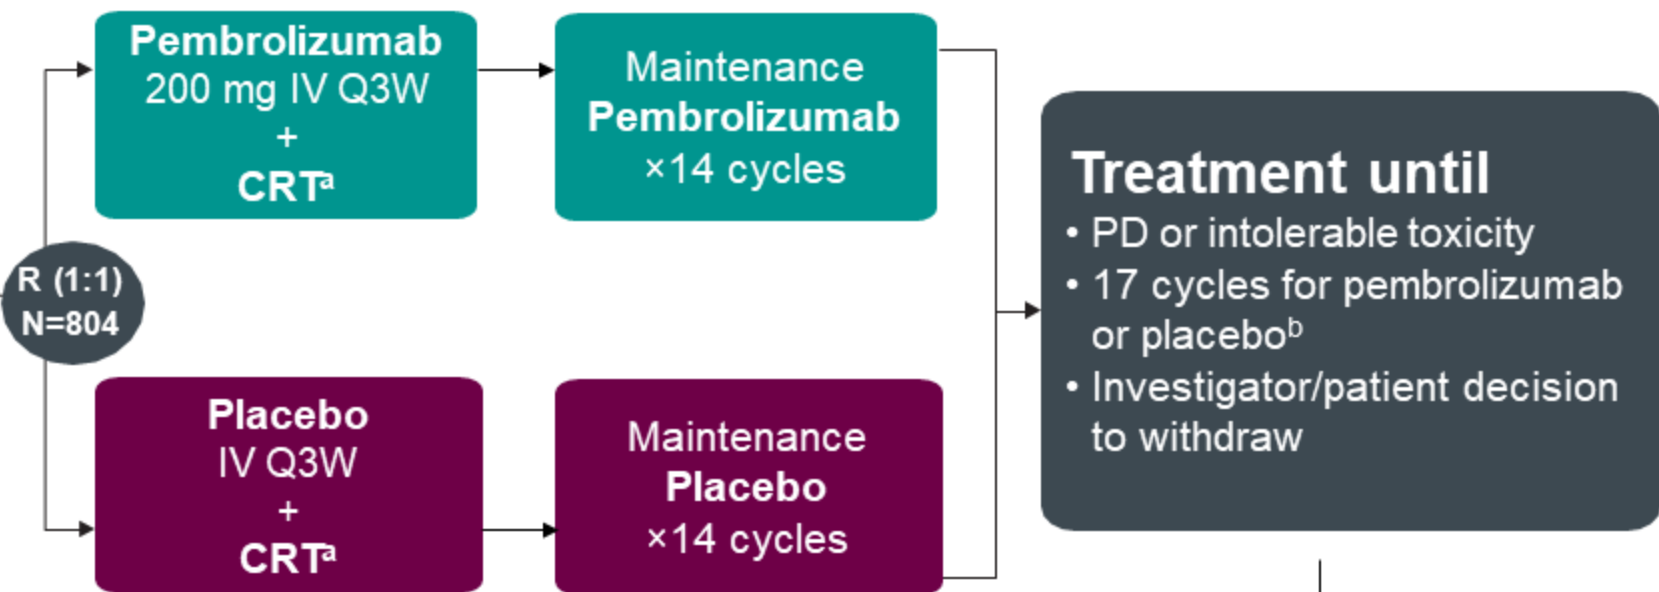 R (1:1)
N=804
Pembrolizumab
200 mg IV Q3W
+
CRTᵃ
Maintenance
Pembrolizumab
×14 cycles
Placebo
IV Q3W
+
CRTᵃ
Maintenance
Placebo
×14 cycles
Treatment until
• PD or intolerable toxicity
• 17 cycles for pembrolizumab
or placeboᵇ
• Investigator/patient decision
to withdraw